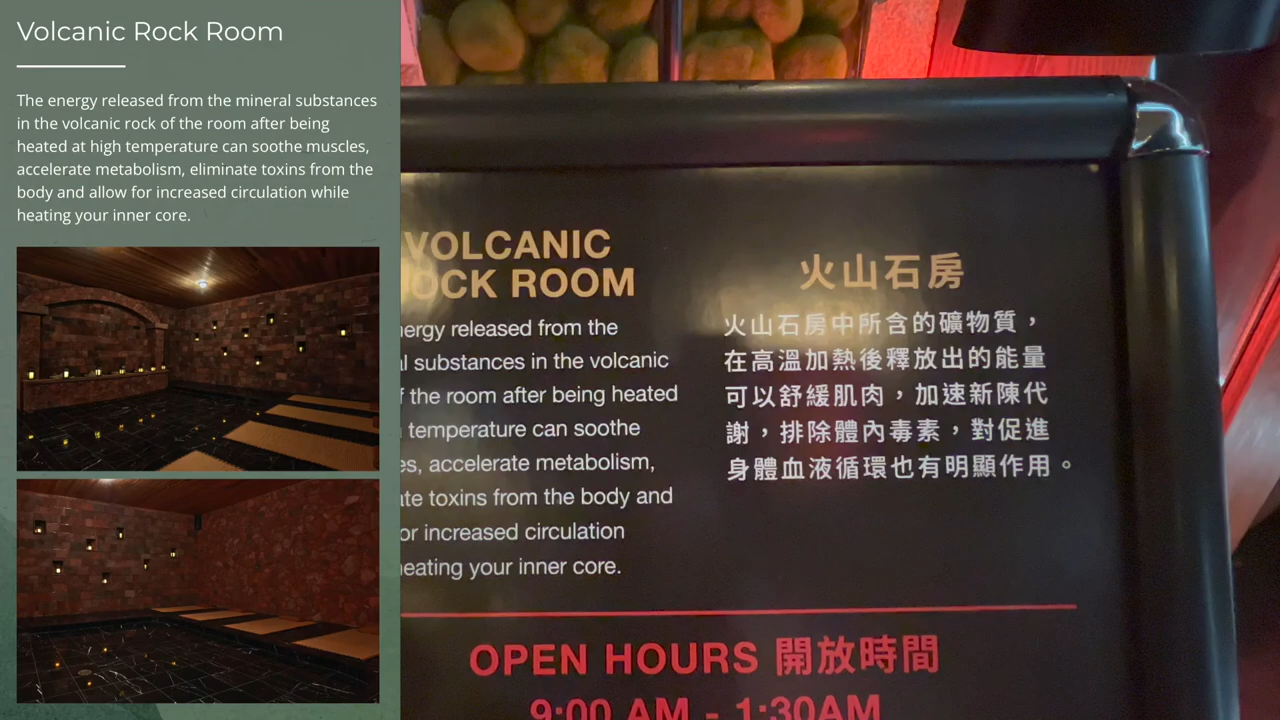 Volcanic Rock Room
The energy released from the mineral substances
in the volcanic rock of the room after being
heated at high temperature can soothe muscles,
accelerate metabolism, eliminate toxins from the
body and allow for increased circulation while
heating your inner core.
VOLCANIC
OCK ROOM
nergy released from the
l substances in the volcanic
f the room after being heated
temperature can soothe
es, accelerate metabolism,
ate toxins from the body and
or increased circulation
heating your inner core.
火山石房
火山石房中所含的礦物質，
在高溫加熱後釋放出的能量
可以舒緩肌肉，加速新陳代
謝，排除體內毒素，對促進
身體血液循環也有明顯作用。
OPEN HOURS 開放時間
9:00 AM - 1:30AM